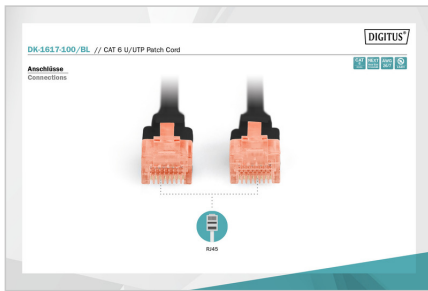 DIGITUS®
DK-1617-100/BL // CAT 6 U/UTP Patch Cord
Anschlüsse
Connections
RJ45